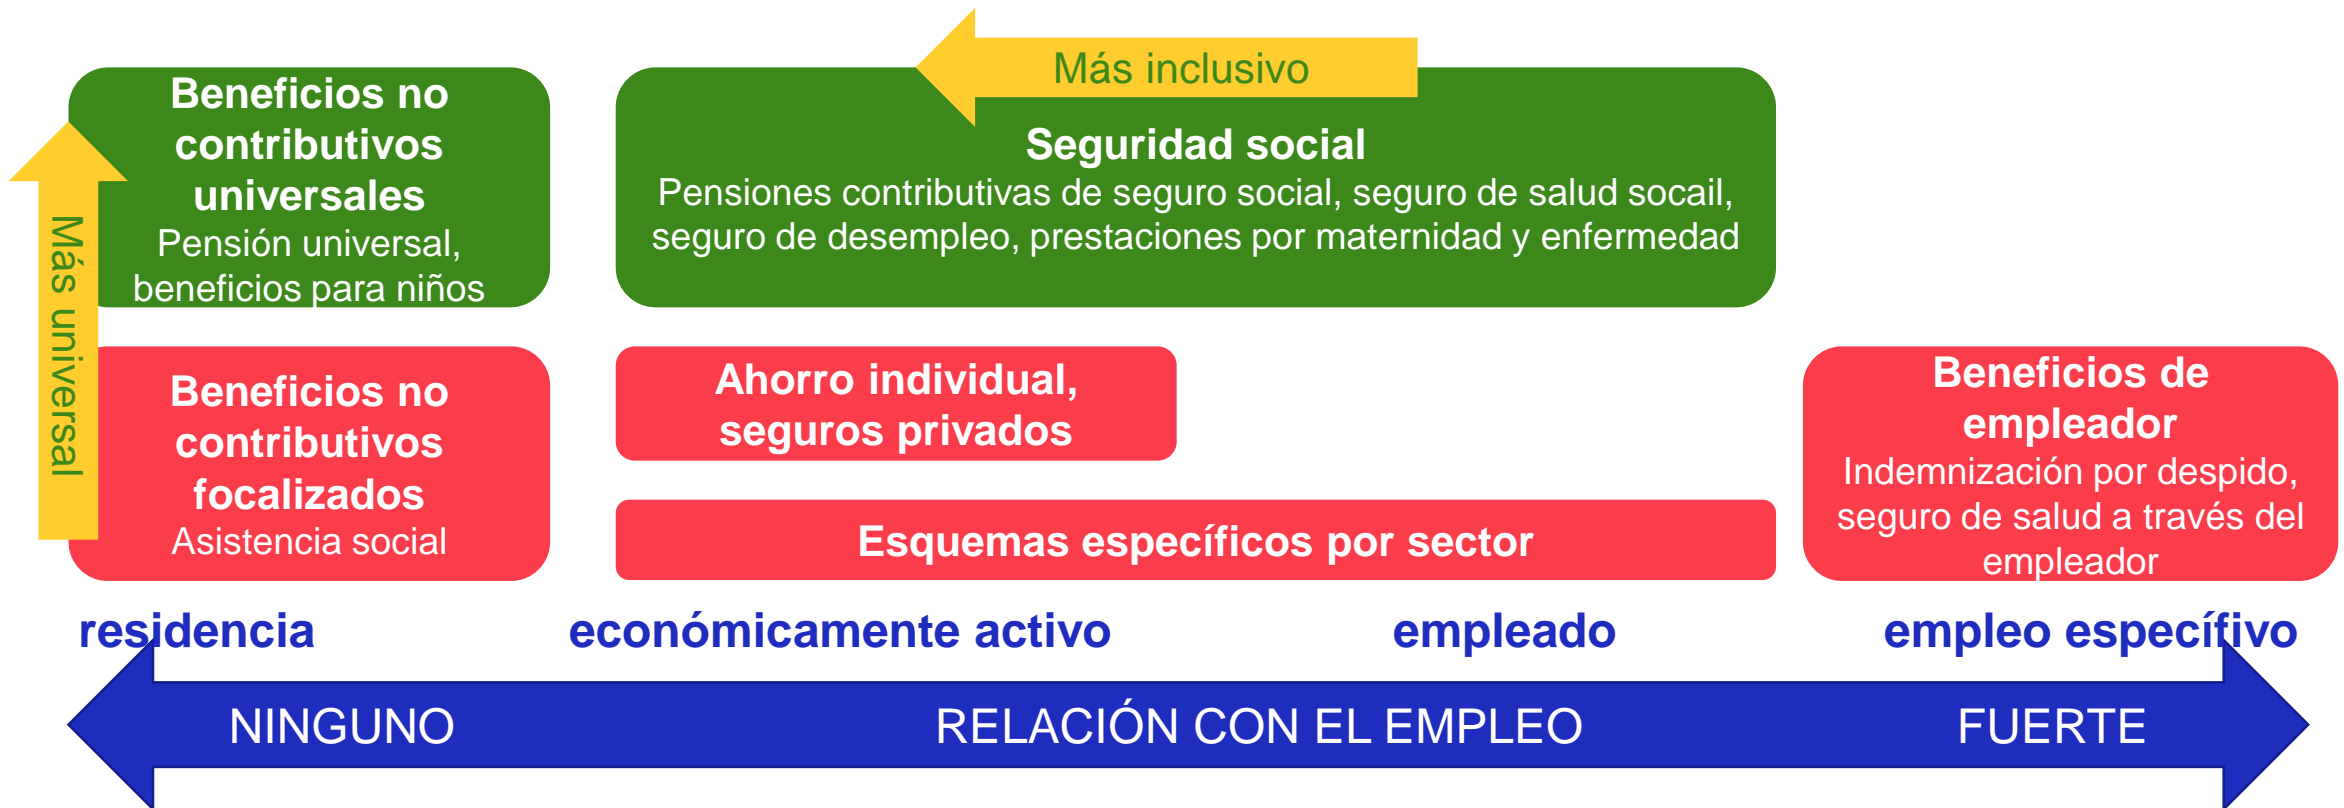 Más inclusivo
Beneficios no
contributivos
universales
Pensión universal,
beneficios para niños
Seguridad social
Pensiones contributivas de seguro social, seguro de salud socail,
seguro de desempleo, prestaciones por maternidad y enfermedad
Más universal
Beneficios no
contributivos
focalizados
Asistencia social
Ahorro individual,
seguros privados
Esquemas específicos por sector
Beneficios de
empleador
Indemnización por despido,
seguro de salud a través del
empleador
residencia
económicamente activo
empleado
empleo específivo
NINGUNO
RELACIÓN CON EL EMPLEO
FUERTE